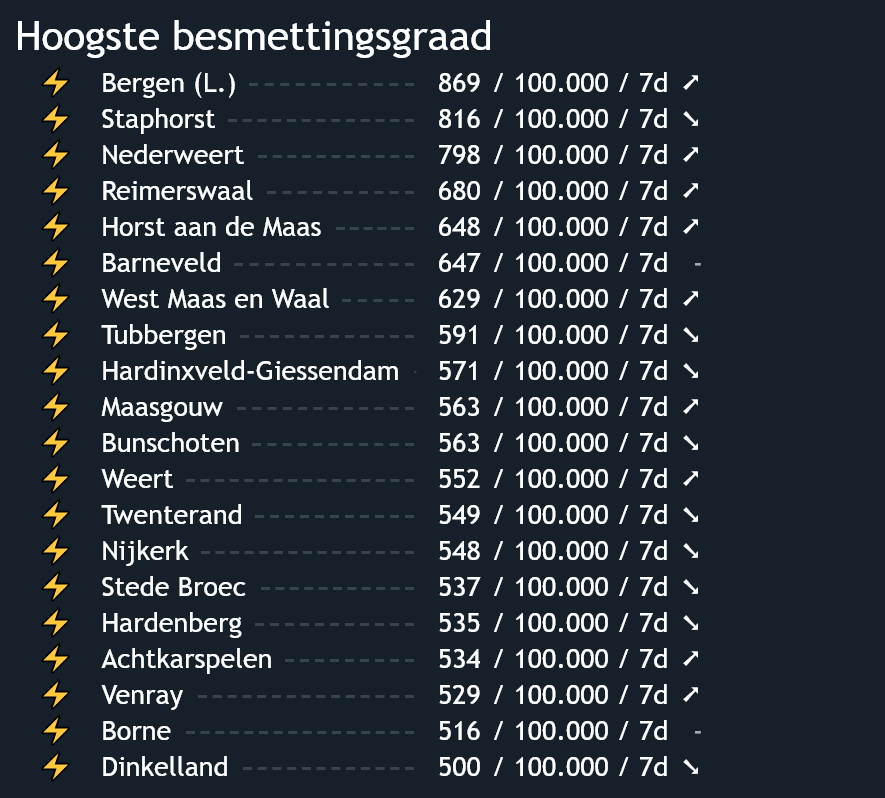 Hoogste besmettingsgraad
⚡ Bergen (L.) 869 / 100.000 / 7d ➚
⚡ Staphorst 816 / 100.000 / 7d ➘
⚡ Nederweert 798 / 100.000 / 7d ➚
⚡ Reimerswaal 680 / 100.000 / 7d ➚
⚡ Horst aan de Maas 648 / 100.000 / 7d ➚
⚡ Barneveld 647 / 100.000 / 7d -
⚡ West Maas en Waal 629 / 100.000 / 7d ➚
⚡ Tubbergen 591 / 100.000 / 7d ➘
⚡ Hardinxveld-Giessendam 571 / 100.000 / 7d ➘
⚡ Maasgouw 563 / 100.000 / 7d ➚
⚡ Bunschoten 563 / 100.000 / 7d ➘
⚡ Weert 552 / 100.000 / 7d ➚
⚡ Twenterand 549 / 100.000 / 7d ➘
⚡ Nijkerk 548 / 100.000 / 7d ➘
⚡ Stede Broec 537 / 100.000 / 7d ➘
⚡ Hardenberg 535 / 100.000 / 7d ➘
⚡ Achtkarspelen 534 / 100.000 / 7d ➚
⚡ Venray 529 / 100.000 / 7d ➚
⚡ Borne 516 / 100.000 / 7d -
⚡ Dinkelland 500 / 100.000 / 7d ➘